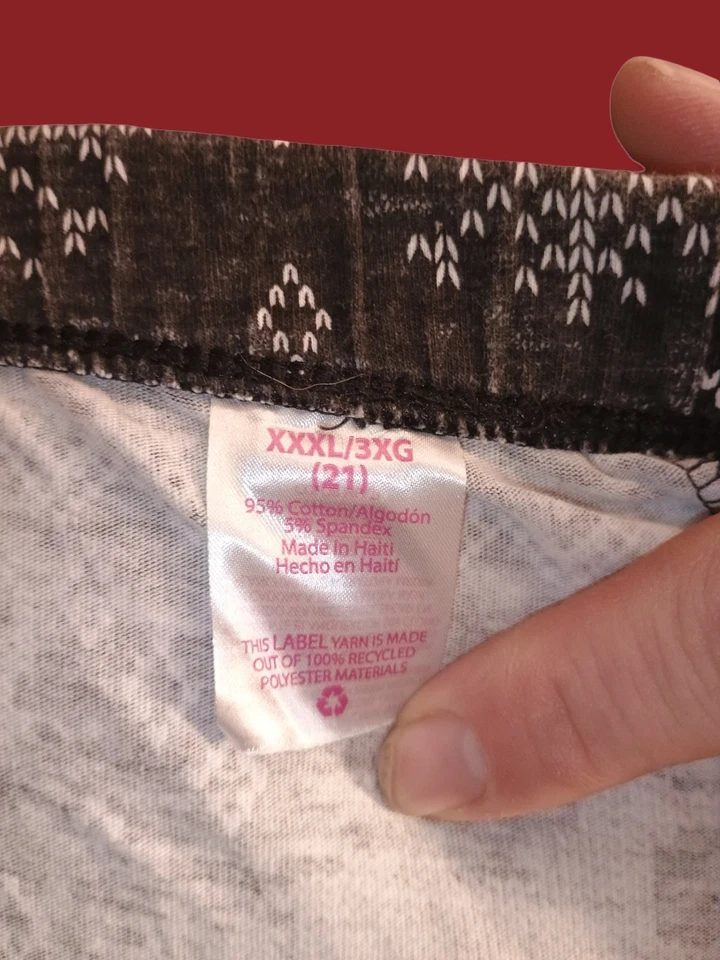 XXXL/3XG
(21)
95% Cotton/Algodón
5% Spandex
Made in Haiti
Hecho en Haití
THIS LABEL YARN IS MADE
OUT OF 100% RECYCLED
POLYESTER MATERIALS